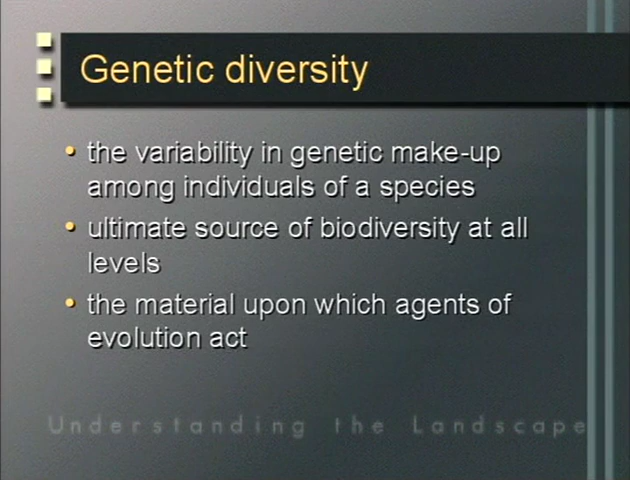 Genetic diversity
• the variability in genetic make-up
among individuals of a species
• ultimate source of biodiversity at all
levels
• the material upon which agents of
evolution act
Understanding the Landscape